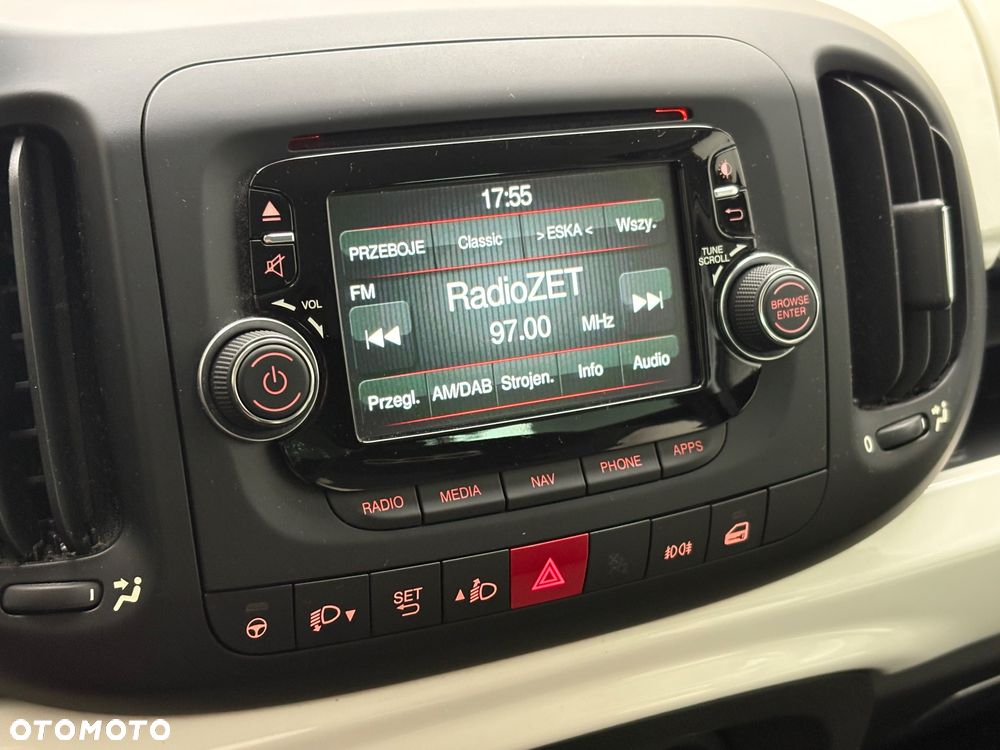 17:55
PRZEBOJE Classic >ESKA< Wszy.
FM
RadioZET
97.00 MHz
Przegl. AM/DAB Strojen. Info Audio
VOL
TUNE
SCROLL
BROWSE
ENTER
RADIO MEDIA NAV PHONE APPS
SET
I
0
OTOMOTO